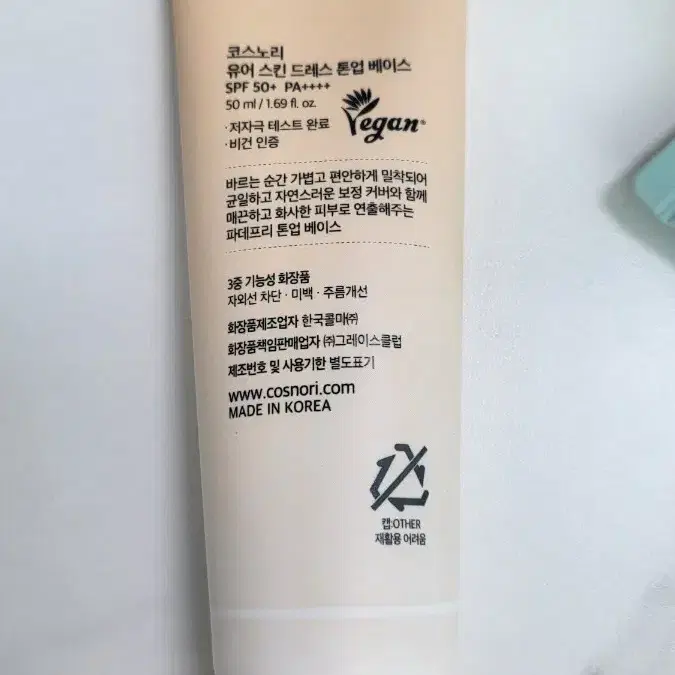 코스노리
유어 스킨 드레스 톤업 베이스
SPF 50+ PA++++
50 ml / 1.69 fl. oz.
· 저자극 테스트 완료
· 비건 인증
Vegan®
바르는 순간 가볍고 편안하게 밀착되어
균일하고 자연스러운 보정 커버와 함께
매끈하고 화사한 피부로 연출해주는
파데프리 톤업 베이스
3중 기능성 화장품
자외선 차단 · 미백 · 주름개선
화장품제조업자 한국콜마㈜
화장품책임판매업자 ㈜그레이스클럽
제조번호 및 사용기한 별도표기
www.cosnori.com
MADE IN KOREA
캡:OTHER
재활용 어려움